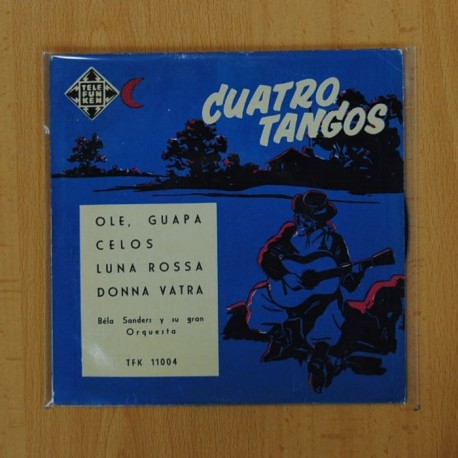 TELE
FUN
KEN
CUATRO
TANGOS
OLE, GUAPA
CELOS
LUNA ROSSA
DONNA VATRA
Béla Sanders y su gran
Orquesta
TFK 11004